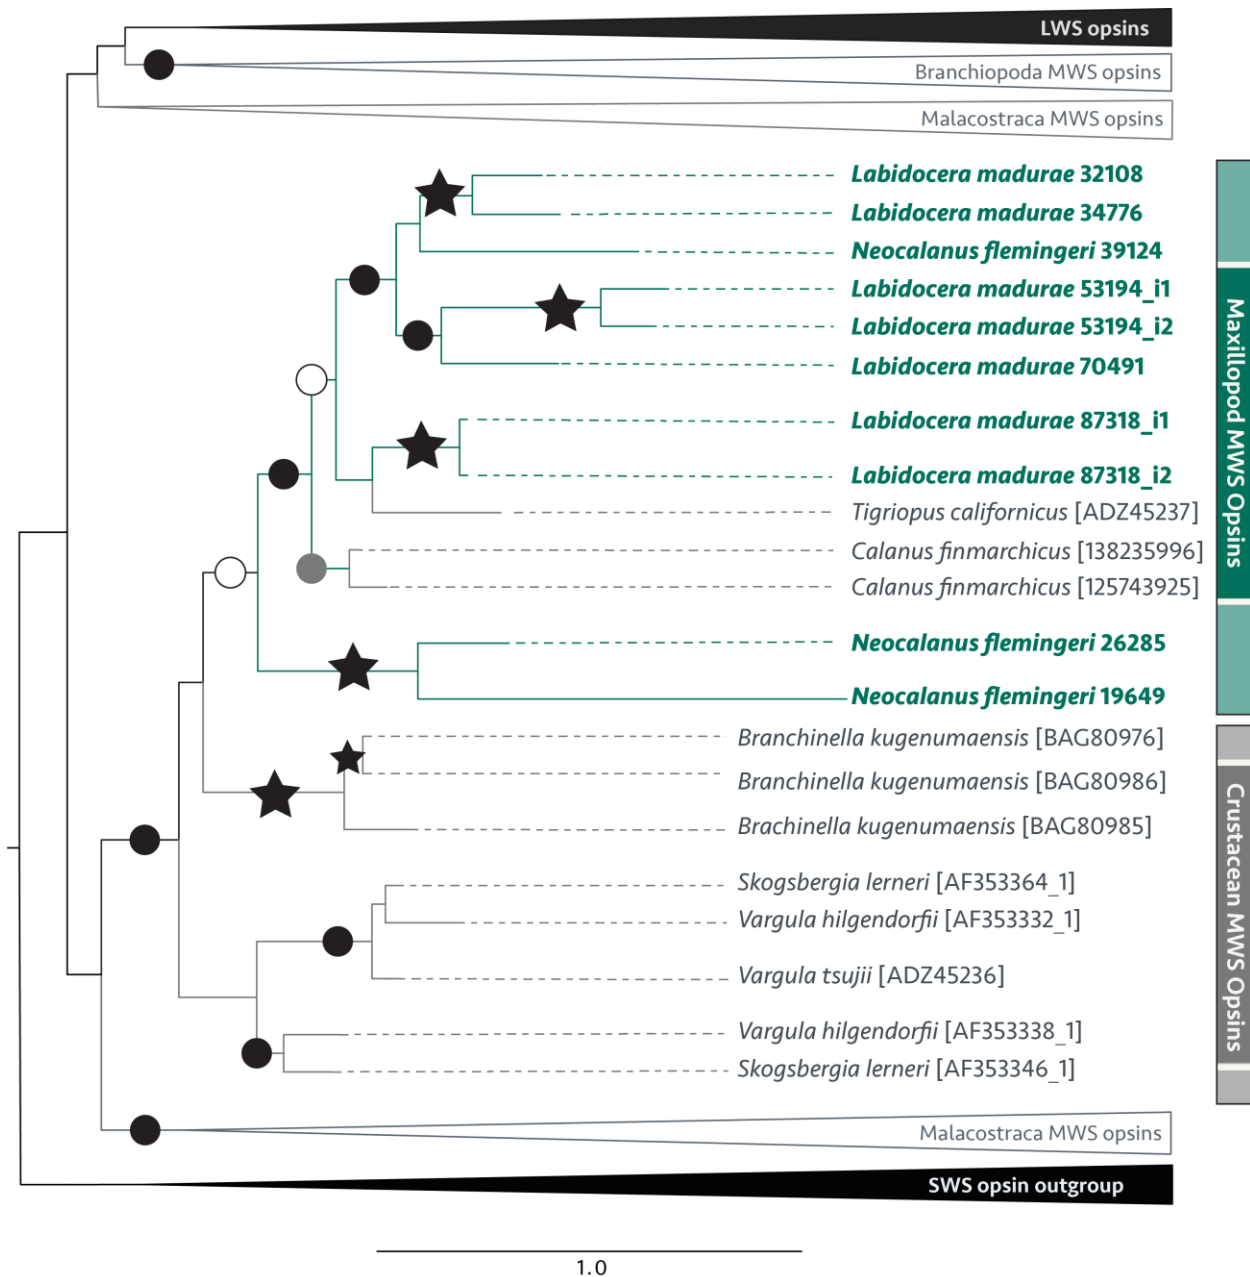 LWS opsins
Branchiopoda MWS opsins
Malacostraca MWS opsins
Labidocera madurae 32108
Labidocera madurae 34776
Neocalanus flemingeri 39124
Labidocera madurae 53194_i1
Labidocera madurae 53194_i2
Labidocera madurae 70491
Labidocera madurae 87318_i1
Labidocera madurae 87318_i2
Tigriopus californicus [ADZ45237]
Calanus finmarchicus [138235996]
Calanus finmarchicus [125743925]
Neocalanus flemingeri 26285
Neocalanus flemingeri 19649
Maxillopod MWS Opsins
Branchinella kugenumaensis [BAG80976]
Branchinella kugenumaensis [BAG80986]
Brachinella kugenumaensis [BAG80985]
Skogsbergia lerneri [AF353364_1]
Vargula hilgendorfii [AF353332_1]
Vargula tsujii [ADZ45236]
Vargula hilgendorfii [AF353338_1]
Skogsbergia lerneri [AF353346_1]
Crustacean MWS Opsins
Malacostraca MWS opsins
SWS opsin outgroup
1.0